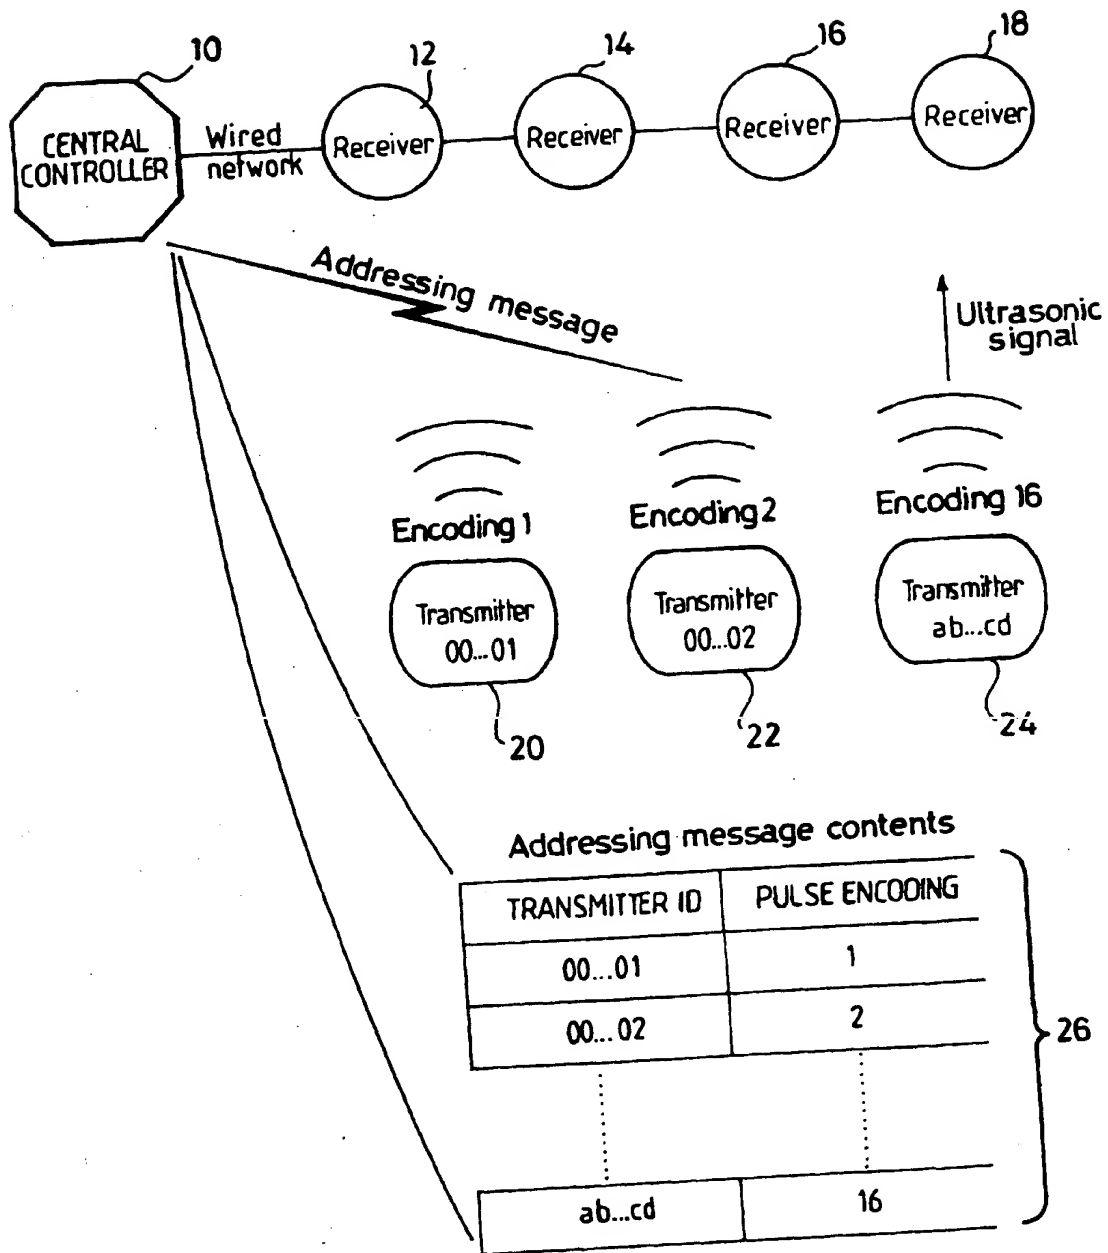 10
12
14
16
18
CENTRAL
CONTROLLER
Wired
network
Receiver
Receiver
Receiver
Receiver
Addressing message
Ultrasonic
signal
Encoding 1
Encoding 2
Encoding 16
Transmitter
00...01
Transmitter
00...02
Transmitter
ab...cd
20
22
24
Addressing message contents
TRANSMITTER ID
PULSE ENCODING
00...01
1
00...02
2
26
ab...cd
16